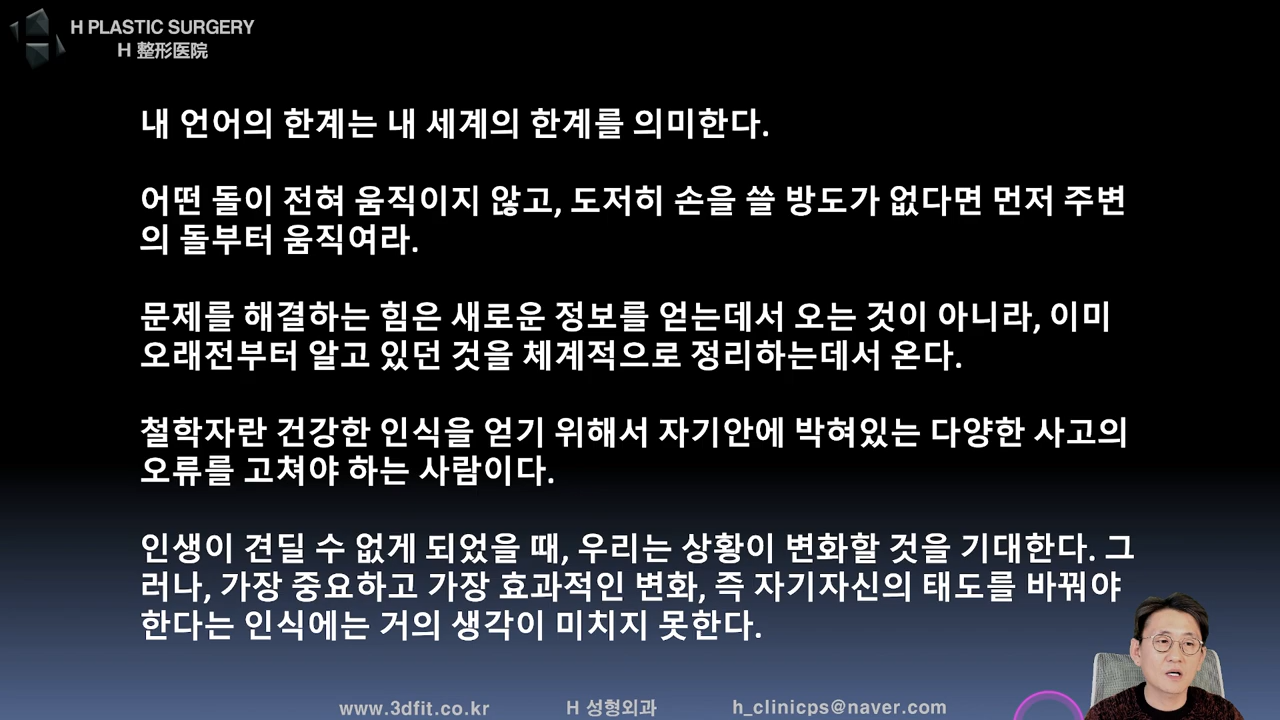 H PLASTIC SURGERY
H 整形医院
내 언어의 한계는 내 세계의 한계를 의미한다.
어떤 돌이 전혀 움직이지 않고, 도저히 손을 쓸 방도가 없다면 먼저 주변
의 돌부터 움직여라.
문제를 해결하는 힘은 새로운 정보를 얻는데서 오는 것이 아니라, 이미
오래전부터 알고 있던 것을 체계적으로 정리하는데서 온다.
철학자란 건강한 인식을 얻기 위해서 자기안에 박혀있는 다양한 사고의
오류를 고쳐야 하는 사람이다.
인생이 견딜 수 없게 되었을 때, 우리는 상황이 변화할 것을 기대한다. 그
러나, 가장 중요하고 가장 효과적인 변화, 즉 자기자신의 태도를 바꿔야
한다는 인식에는 거의 생각이 미치지 못한다.
www.3dfit.co.kr H 성형외과 h_clinicps@naver.com